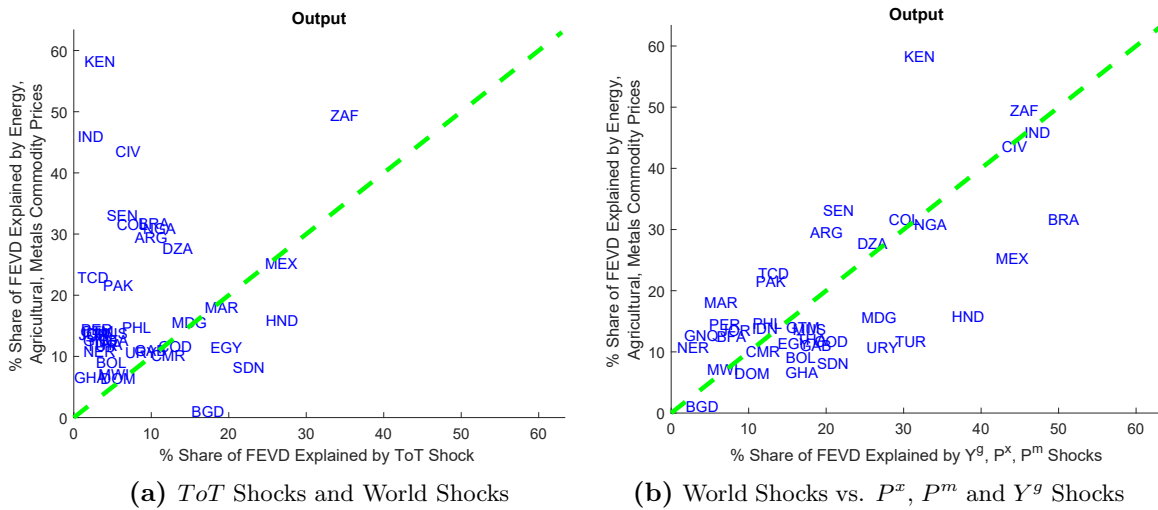 Output
% Share of FEVD Explained by Energy,
Agricultural, Metals Commodity Prices
60
50
40
30
20
10
0
KEN
ZAF
IND
CIV
SEN
BRA
COL
NGA
ARG
DZA
MEX
TCD
PAK
MAR
MDG
HND
PHL
PER
COD
EGY
CMR
NER
BOL
SDN
GHA
MWI
DOM
BGD
0 10 20 30 40 50 60
% Share of FEVD Explained by ToT Shock
(a) ToT Shocks and World Shocks
Output
% Share of FEVD Explained by Energy,
Agricultural, Metals Commodity Prices
60
50
40
30
20
10
0
KEN
ZAF
IND
CIV
SEN
COL
NGA
BRA
ARG
DZA
MEX
TCD
PAK
MAR
MDG
HND
PHL
PER
IDN
GTM
JOR
MUS
GNQ
BFA
EGY
COD
TUR
GAB
URY
NER
CMR
BOL
SDN
MWI
DOM
GHA
BGD
0 10 20 30 40 50 60
% Share of FEVD Explained by Y^g, P^x, P^m Shocks
(b) World Shocks vs. P^x, P^m and Y^g Shocks